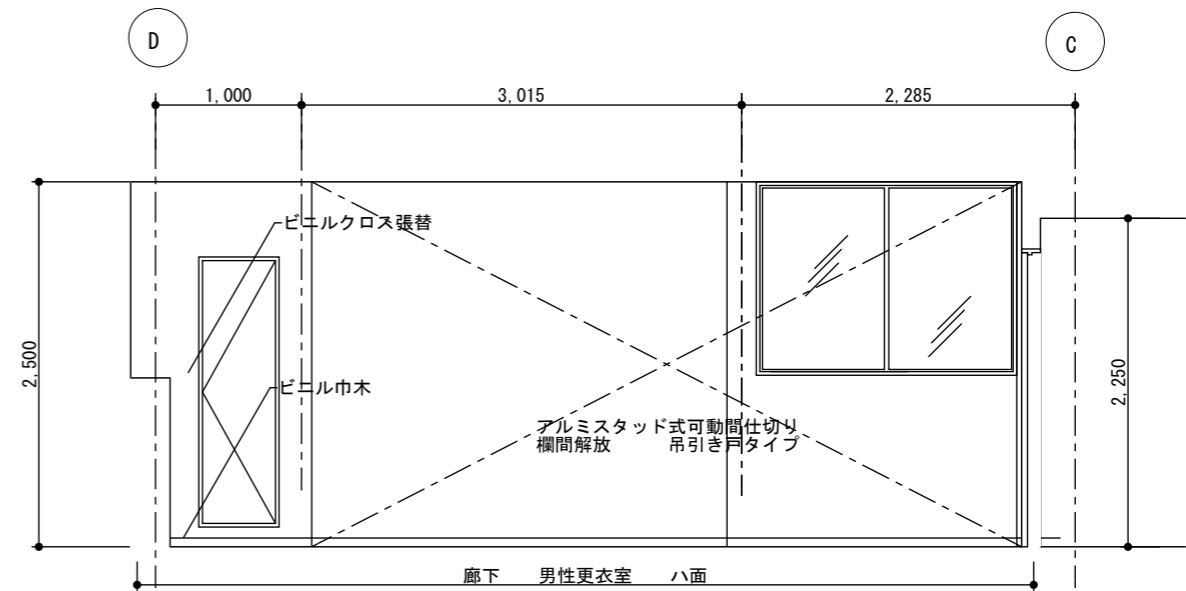 D
C
1,000
3,015
2,285
ビニルクロス張替
2,500
2,250
ビニル巾木
アルミスタッド式可動間仕切り
欄間解放 吊引き戸タイプ
廊下 男性更衣室 ハ面